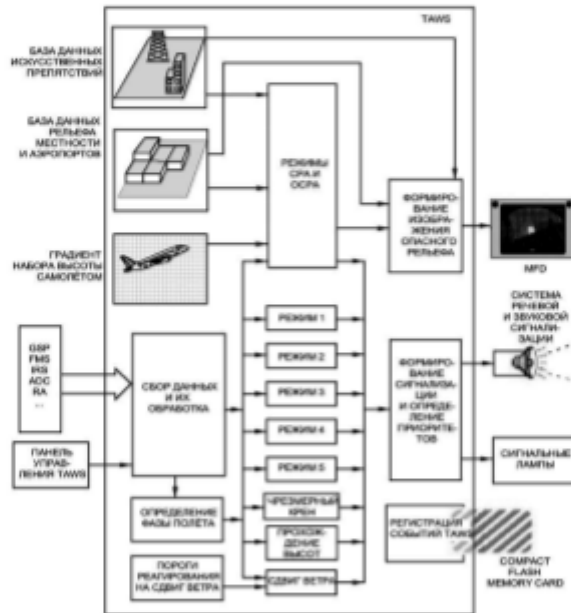 TAWS
БАЗА ДАННЫХ
ИСКУССТВЕННЫХ
ПРЕПЯТСТВИЙ
БАЗА ДАННЫХ
РЕЛЬЕФА
МЕСТНОСТИ
И АЭРОПОРТОВ
ГРАДИЕНТ
НАБОРА ВЫСОТЫ
САМОЛЁТОМ
РЕЖИМЫ
СРА И
ОСРА
ФОРМИРО-
ВАНИЕ
ИЗОБРА-
ЖЕНИЯ
ОПАСНОГО
РЕЛЬЕФА
MFD
СИСТЕМА
РЕЧЕВОЙ
И ЗВУКОВОЙ
СИГНАЛИ-
ЗАЦИИ
GSP
FMS
IRS
ADC
RA
...
СБОР ДАННЫХ
И ИХ
ОБРАБОТКА
ПАНЕЛЬ
УПРАВ-
ЛЕНИЯ TAWS
ОПРЕДЕЛЕНИЕ
ФАЗЫ ПОЛЁТА
ПОРОГИ
РЕАГИРОВАНИЯ
НА СДВИГ ВЕТРА
РЕЖИМ 1
РЕЖИМ 2
РЕЖИМ 3
РЕЖИМ 4
РЕЖИМ 5
ЧРЕЗМЕРНЫЙ
КРЕН
ПРОХОЖ-
ДЕНИЕ
ВЫСОТ
СДВИГ ВЕТРА
ФОРМИРО-
ВАНИЕ
СИГНАЛИЗА-
ЦИИ
И ОПРЕДЕ-
ЛЕНИЕ
ПРИОРИТЕ-
ТОВ
СИГНАЛЬНЫЕ
ЛАМПЫ
РЕГИСТРАЦИЯ
СОБЫТИЙ TAWS
COMPACT
FLASH
MEMORY CARD